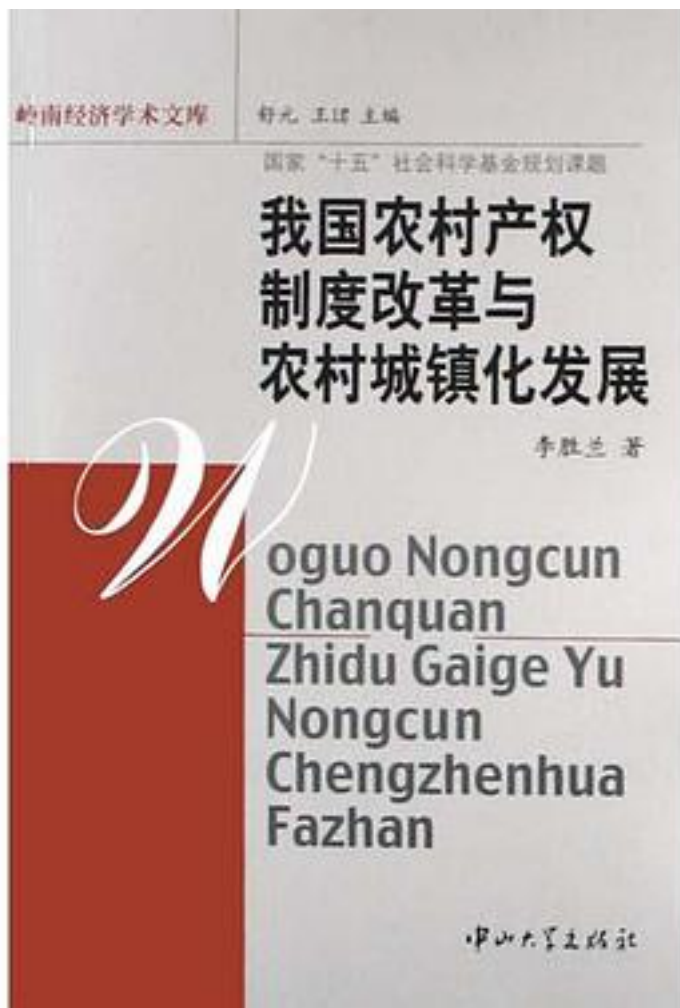 岭南经济学术文库
舒元 王珺 主编
国家“十五”社会科学基金规划课题
我国农村产权
制度改革与
农村城镇化发展
李胜兰 著
Woguo Nongcun
Chanquan
Zhidu Gaige Yu
Nongcun
Chengzhenhua
Fazhan
中山大学出版社